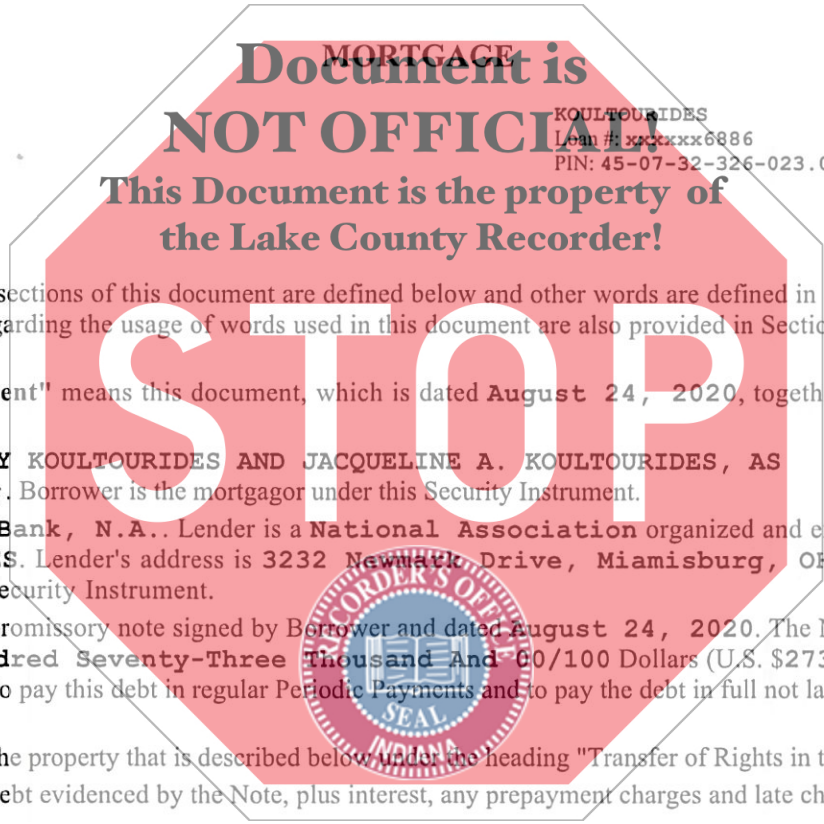 MORTGAGE
Document is
NOT OFFICIAL!
This Document is the property of
the Lake County Recorder!
KOULTOURIDES
Loan #: xxxxxx6886
PIN: 45-07-32-326-023.0
sections of this document are defined below and other words are defined in
garding the usage of words used in this document are also provided in Sectio
ent" means this document, which is dated August 24, 2020, togeth
STOP
Y KOULTOURIDES AND JACQUELINE A. KOULTOURIDES, AS
. Borrower is the mortgagor under this Security Instrument.
Bank, N.A.. Lender is a National Association organized and e
S. Lender's address is 3232 Newmark Drive, Miamisburg, OH
ecurity Instrument.
romissory note signed by Borrower and dated August 24, 2020. The N
dred Seventy-Three Thousand And 00/100 Dollars (U.S. $273
o pay this debt in regular Periodic Payments and to pay the debt in full not la
he property that is described below under the heading "Transfer of Rights in t
ebt evidenced by the Note, plus interest, any prepayment charges and late ch
RECORDER'S OFFICE
SEAL
INDIANA